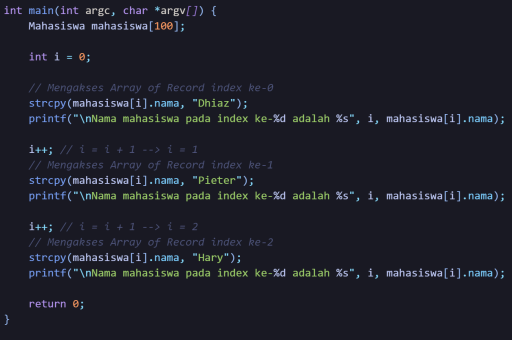 int main(int argc, char *argv[]) {
    Mahasiswa mahasiswa[100];

    int i = 0;

    // Mengakses Array of Record index ke-0
    strcpy(mahasiswa[i].nama, "Dhiaz");
    printf("\nNama mahasiswa pada index ke-%d adalah %s", i, mahasiswa[i].nama);

    i++; // i = i + 1 --> i = 1
    // Mengakses Array of Record index ke-1
    strcpy(mahasiswa[i].nama, "Pieter");
    printf("\nNama mahasiswa pada index ke-%d adalah %s", i, mahasiswa[i].nama);

    i++; // i = i + 1 --> i = 2
    // Mengakses Array of Record index ke-2
    strcpy(mahasiswa[i].nama, "Hary");
    printf("\nNama mahasiswa pada index ke-%d adalah %s", i, mahasiswa[i].nama);

    return 0;
}